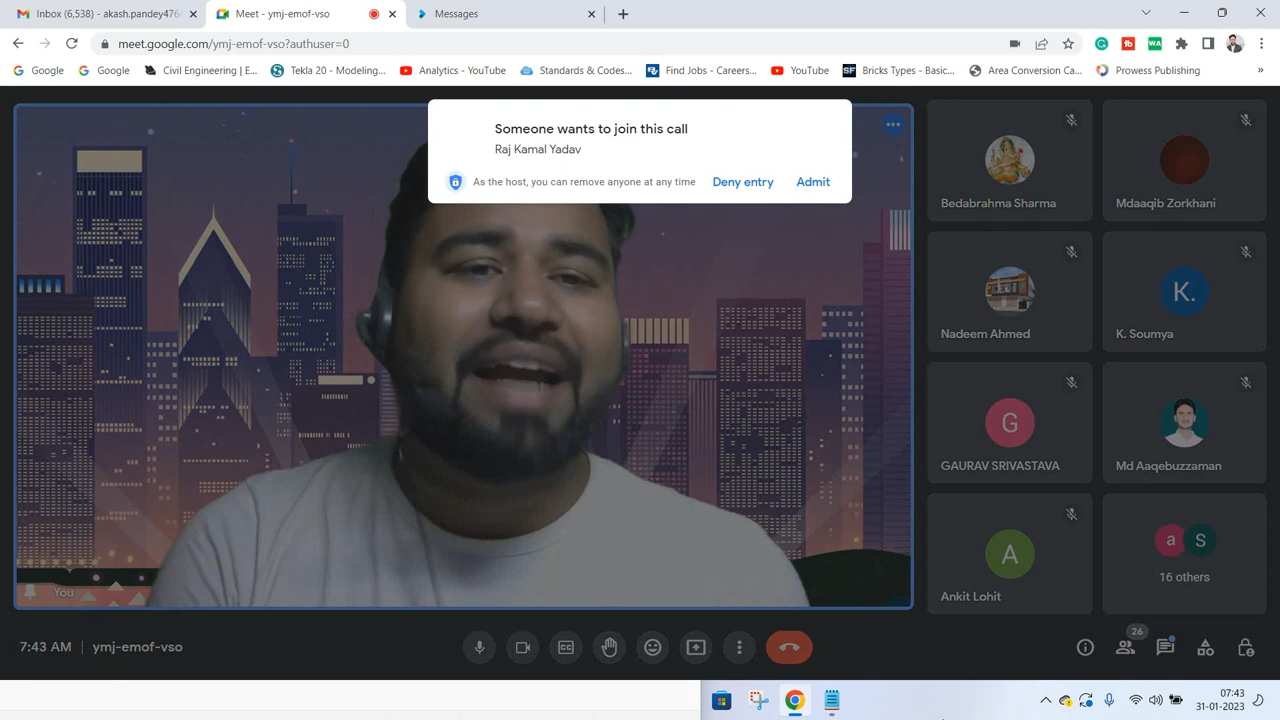 Inbox (6,538) - akash.pandey476
Meet - ymj-emof-vso
Messages
meet.google.com/ymj-emof-vso?authuser=0
Google
Google
Civil Engineering | E...
Tekla 20 - Modeling...
Analytics - YouTube
Standards & Codes...
Find Jobs - Careers...
YouTube
Bricks Types - Basic...
Area Conversion Ca...
Prowess Publishing
»
Someone wants to join this call
Raj Kamal Yadav
As the host, you can remove anyone at any time
Deny entry
Admit
Bedabrahma Sharma
Mdaaqib Zorkhani
Nadeem Ahmed
K.
K. Soumya
G
GAURAV SRIVASTAVA
Md Aaqebuzzaman
A
Ankit Lohit
a S
16 others
You
7:43 AM | ymj-emof-vso
CC
26
07:43
31-01-2023